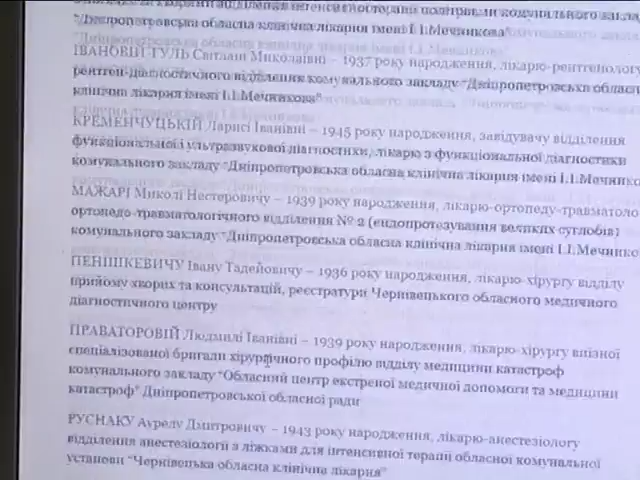 "Дніпропетровська обласна клінічна лікарня імені І.І.Мечникова"
ІВАНОВІЙ ГУЛЬ Світлані Миколаївні – 1937 року народження, лікарю-рентгенологу
рентген-діагностичного відділення комунального закладу "Дніпропетровська обласна
клінічна лікарня імені І.І.Мечникова"
КРЕМЕНЧУЦЬКІЙ Ларисі Іванівні – 1945 року народження, завідувачу відділення
функціональної і ультразвукової діагностики, лікарю з функціональної діагностики
комунального закладу "Дніпропетровська обласна клінічна лікарня імені І.І.Мечнико
МАЖАРІ Миколі Нестеровичу – 1939 року народження, лікарю-ортопеду-травматоло
ортопедо-травматологічного відділення № 2 (ендопротезування великих суглобів)
комунального закладу "Дніпропетровська обласна клінічна лікарня імені І.І.Мечнико
ПЕНІШКЕВИЧУ Івану Тадейовичу – 1936 року народження, лікарю-хірургу відділу
прийому хворих та консультацій, реєстратури Чернівецького обласного медичного
діагностичного центру
ПРАВАТОРОВІЙ Людмилі Іванівні – 1939 року народження, лікарю-хірургу виїзної
спеціалізованої бригади хірургічного профілю відділу медицини катастроф
комунального закладу "Обласний центр екстреної медичної допомоги та медицини
катастроф" Дніпропетровської обласної ради
РУСНАКУ Аурелу Дмитровичу – 1943 року народження, лікарю-анестезіологу
відділення анестезіології з ліжками для інтенсивної терапії обласної комунальної
установи "Чернівецька обласна клінічна лікарня"